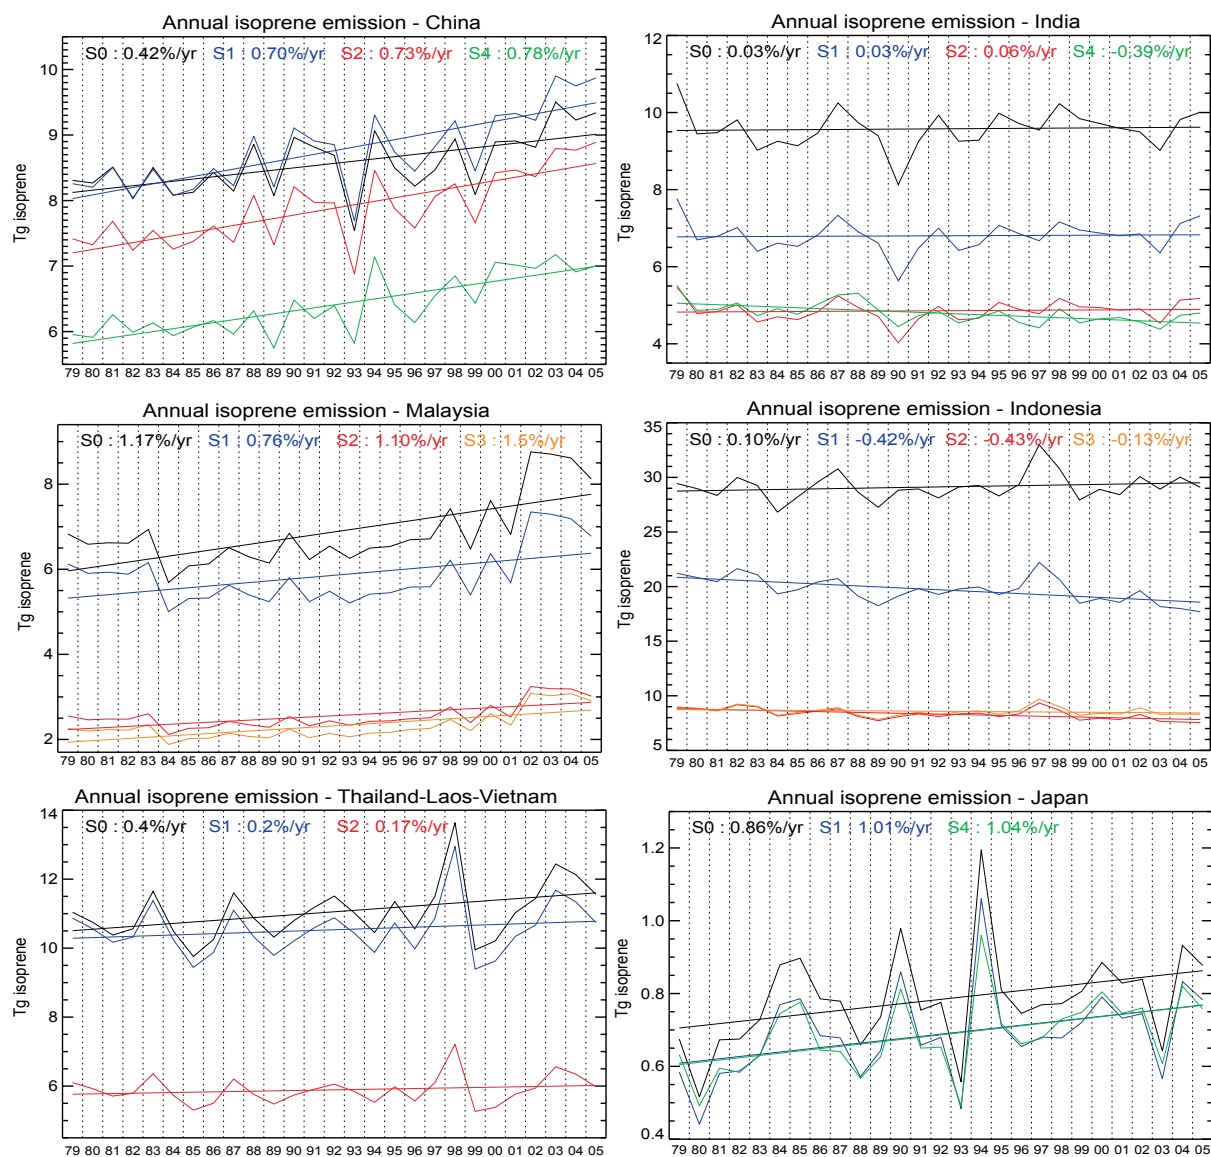 Annual isoprene emission - China
S0 : 0.42%/yr S1 : 0.70%/yr S2 : 0.73%/yr S4 : 0.78%/yr
10
9
8
7
6
Tg isoprene
79 80 81 82 83 84 85 86 87 88 89 90 91 92 93 94 95 96 97 98 99 00 01 02 03 04 05
Annual isoprene emission - India
S0 : 0.03%/yr S1 : 0.03%/yr S2 : 0.06%/yr S4 : -0.39%/yr
12
10
8
6
4
Tg isoprene
79 80 81 82 83 84 85 86 87 88 89 90 91 92 93 94 95 96 97 98 99 00 01 02 03 04 05
Annual isoprene emission - Malaysia
S0 : 1.17%/yr S1 : 0.76%/yr S2 : 1.10%/yr S3 : 1.5%/yr
8
6
4
2
Tg isoprene
79 80 81 82 83 84 85 86 87 88 89 90 91 92 93 94 95 96 97 98 99 00 01 02 03 04 05
Annual isoprene emission - Indonesia
S0 : 0.10%/yr S1 : -0.42%/yr S2 : -0.43%/yr S3 : -0.13%/yr
35
30
25
20
15
10
5
Tg isoprene
79 80 81 82 83 84 85 86 87 88 89 90 91 92 93 94 95 96 97 98 99 00 01 02 03 04 05
Annual isoprene emission - Thailand-Laos-Vietnam
S0 : 0.4%/yr S1 : 0.2%/yr S2 : 0.17%/yr
14
12
10
8
6
Tg isoprene
79 80 81 82 83 84 85 86 87 88 89 90 91 92 93 94 95 96 97 98 99 00 01 02 03 04 05
Annual isoprene emission - Japan
S0 : 0.86%/yr S1 : 1.01%/yr S4 : 1.04%/yr
1.2
1.0
0.8
0.6
0.4
Tg isoprene
79 80 81 82 83 84 85 86 87 88 89 90 91 92 93 94 95 96 97 98 99 00 01 02 03 04 05